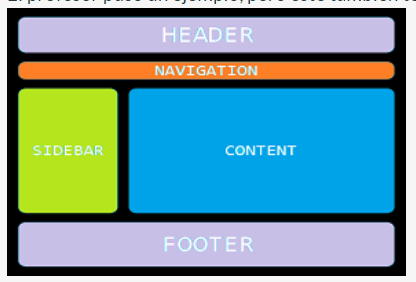 HEADER
NAVIGATION
SIDEBAR
CONTENT
FOOTER